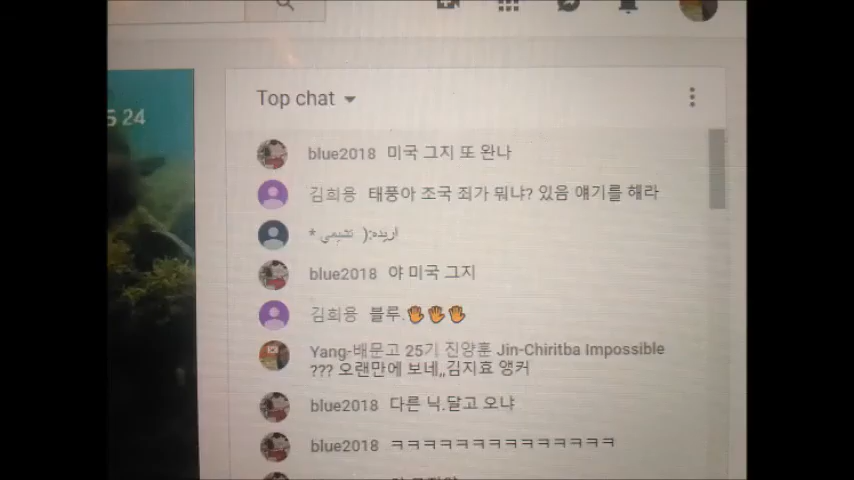 5 24
Top chat
blue2018 미국 그지 또 완냐
김희용 태풍아 조국 죄가 뭐냐? 있음 얘기를 해라
blue2018 야 미국 그지
김희용 블루.🖐🖐🖐
Yang-배문고 25기 진양훈 Jin-Chiritba Impossible
??? 오랜만에 보네,,김지효 앵커
blue2018 다른 닉.달고 오냐
blue2018 ㅋㅋㅋㅋㅋㅋㅋㅋㅋㅋㅋㅋㅋㅋ